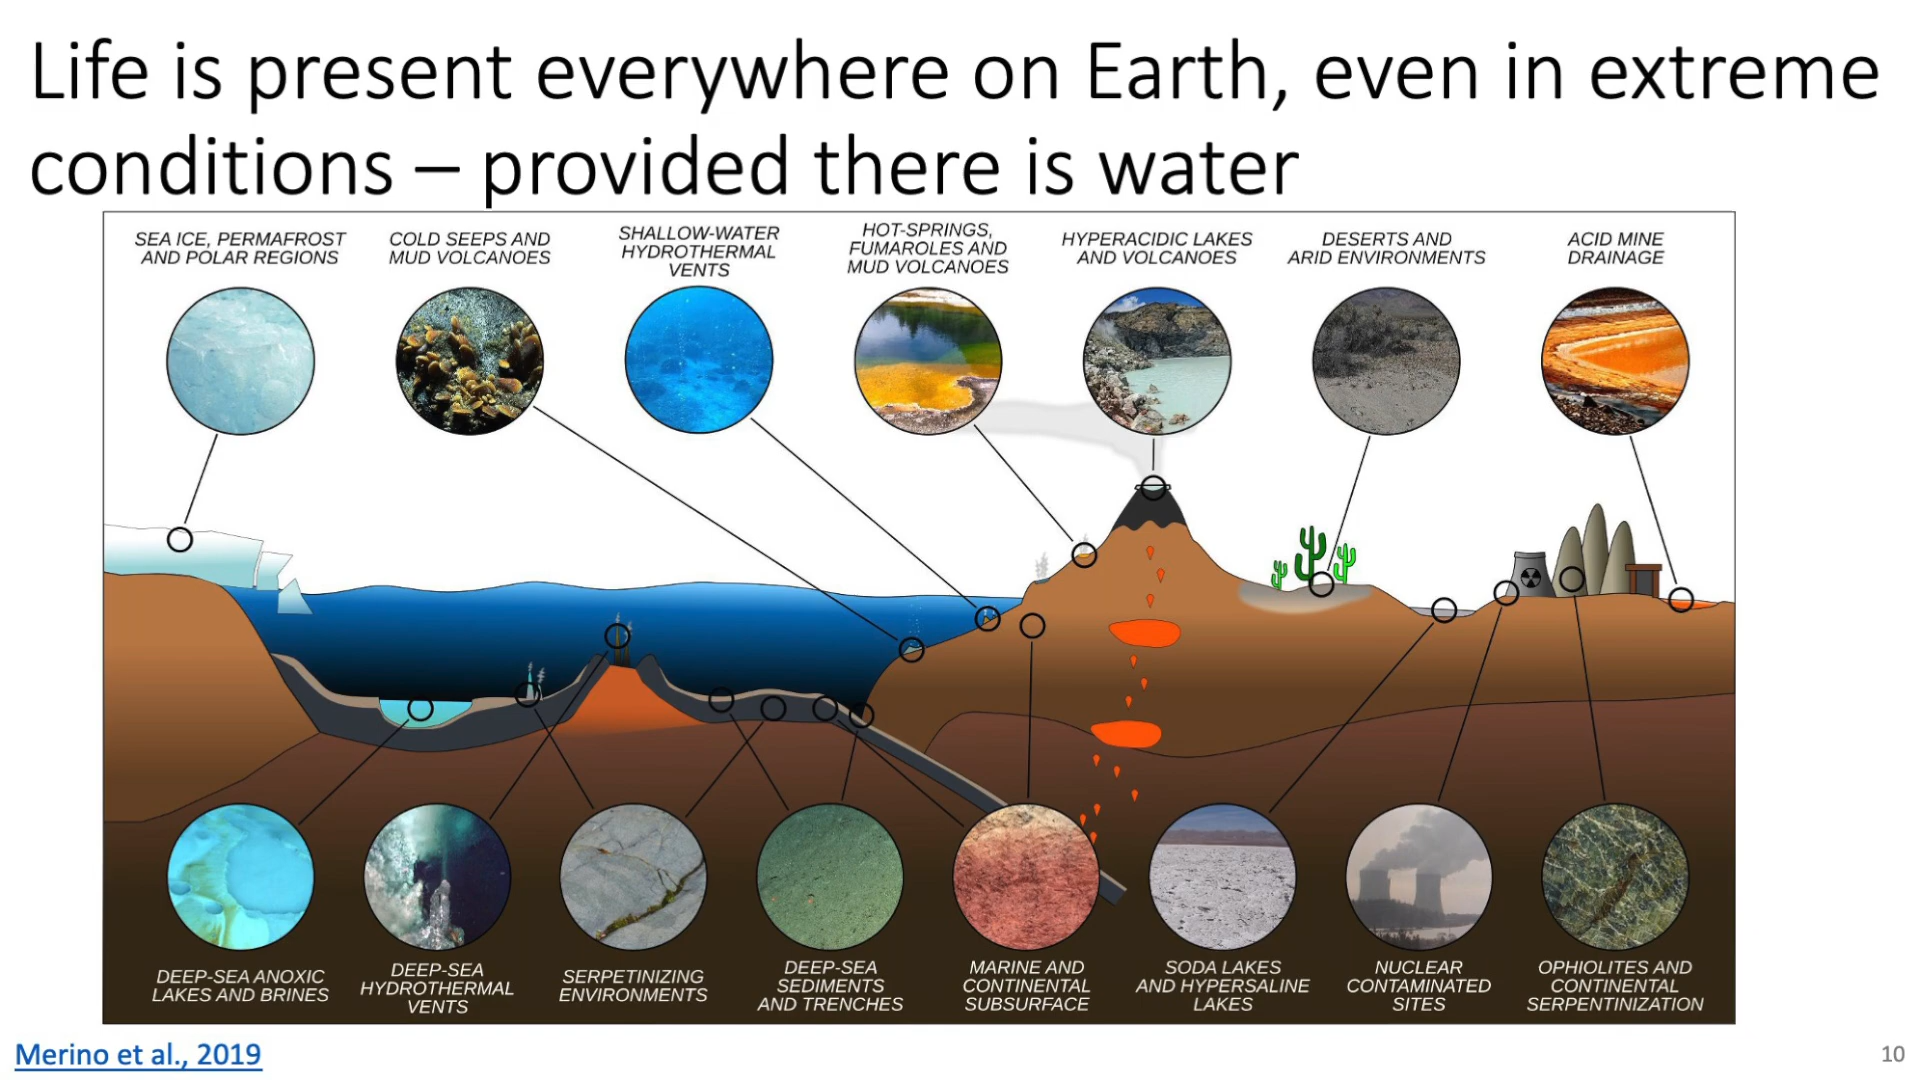 Life is present everywhere on Earth, even in extreme
conditions – provided there is water
SEA ICE, PERMAFROST
AND POLAR REGIONS
COLD SEEPS AND
MUD VOLCANOES
SHALLOW-WATER
HYDROTHERMAL
VENTS
HOT-SPRINGS,
FUMAROLES AND
MUD VOLCANOES
HYPERACIDIC LAKES
AND VOLCANOES
DESERTS AND
ARID ENVIRONMENTS
ACID MINE
DRAINAGE
DEEP-SEA ANOXIC
LAKES AND BRINES
DEEP-SEA
HYDROTHERMAL
VENTS
SERPETINIZING
ENVIRONMENTS
DEEP-SEA
SEDIMENTS
AND TRENCHES
MARINE AND
CONTINENTAL
SUBSURFACE
SODA LAKES
AND HYPERSALINE
LAKES
NUCLEAR
CONTAMINATED
SITES
OPHIOLITES AND
CONTINENTAL
SERPENTINIZATION
Merino et al., 2019
10